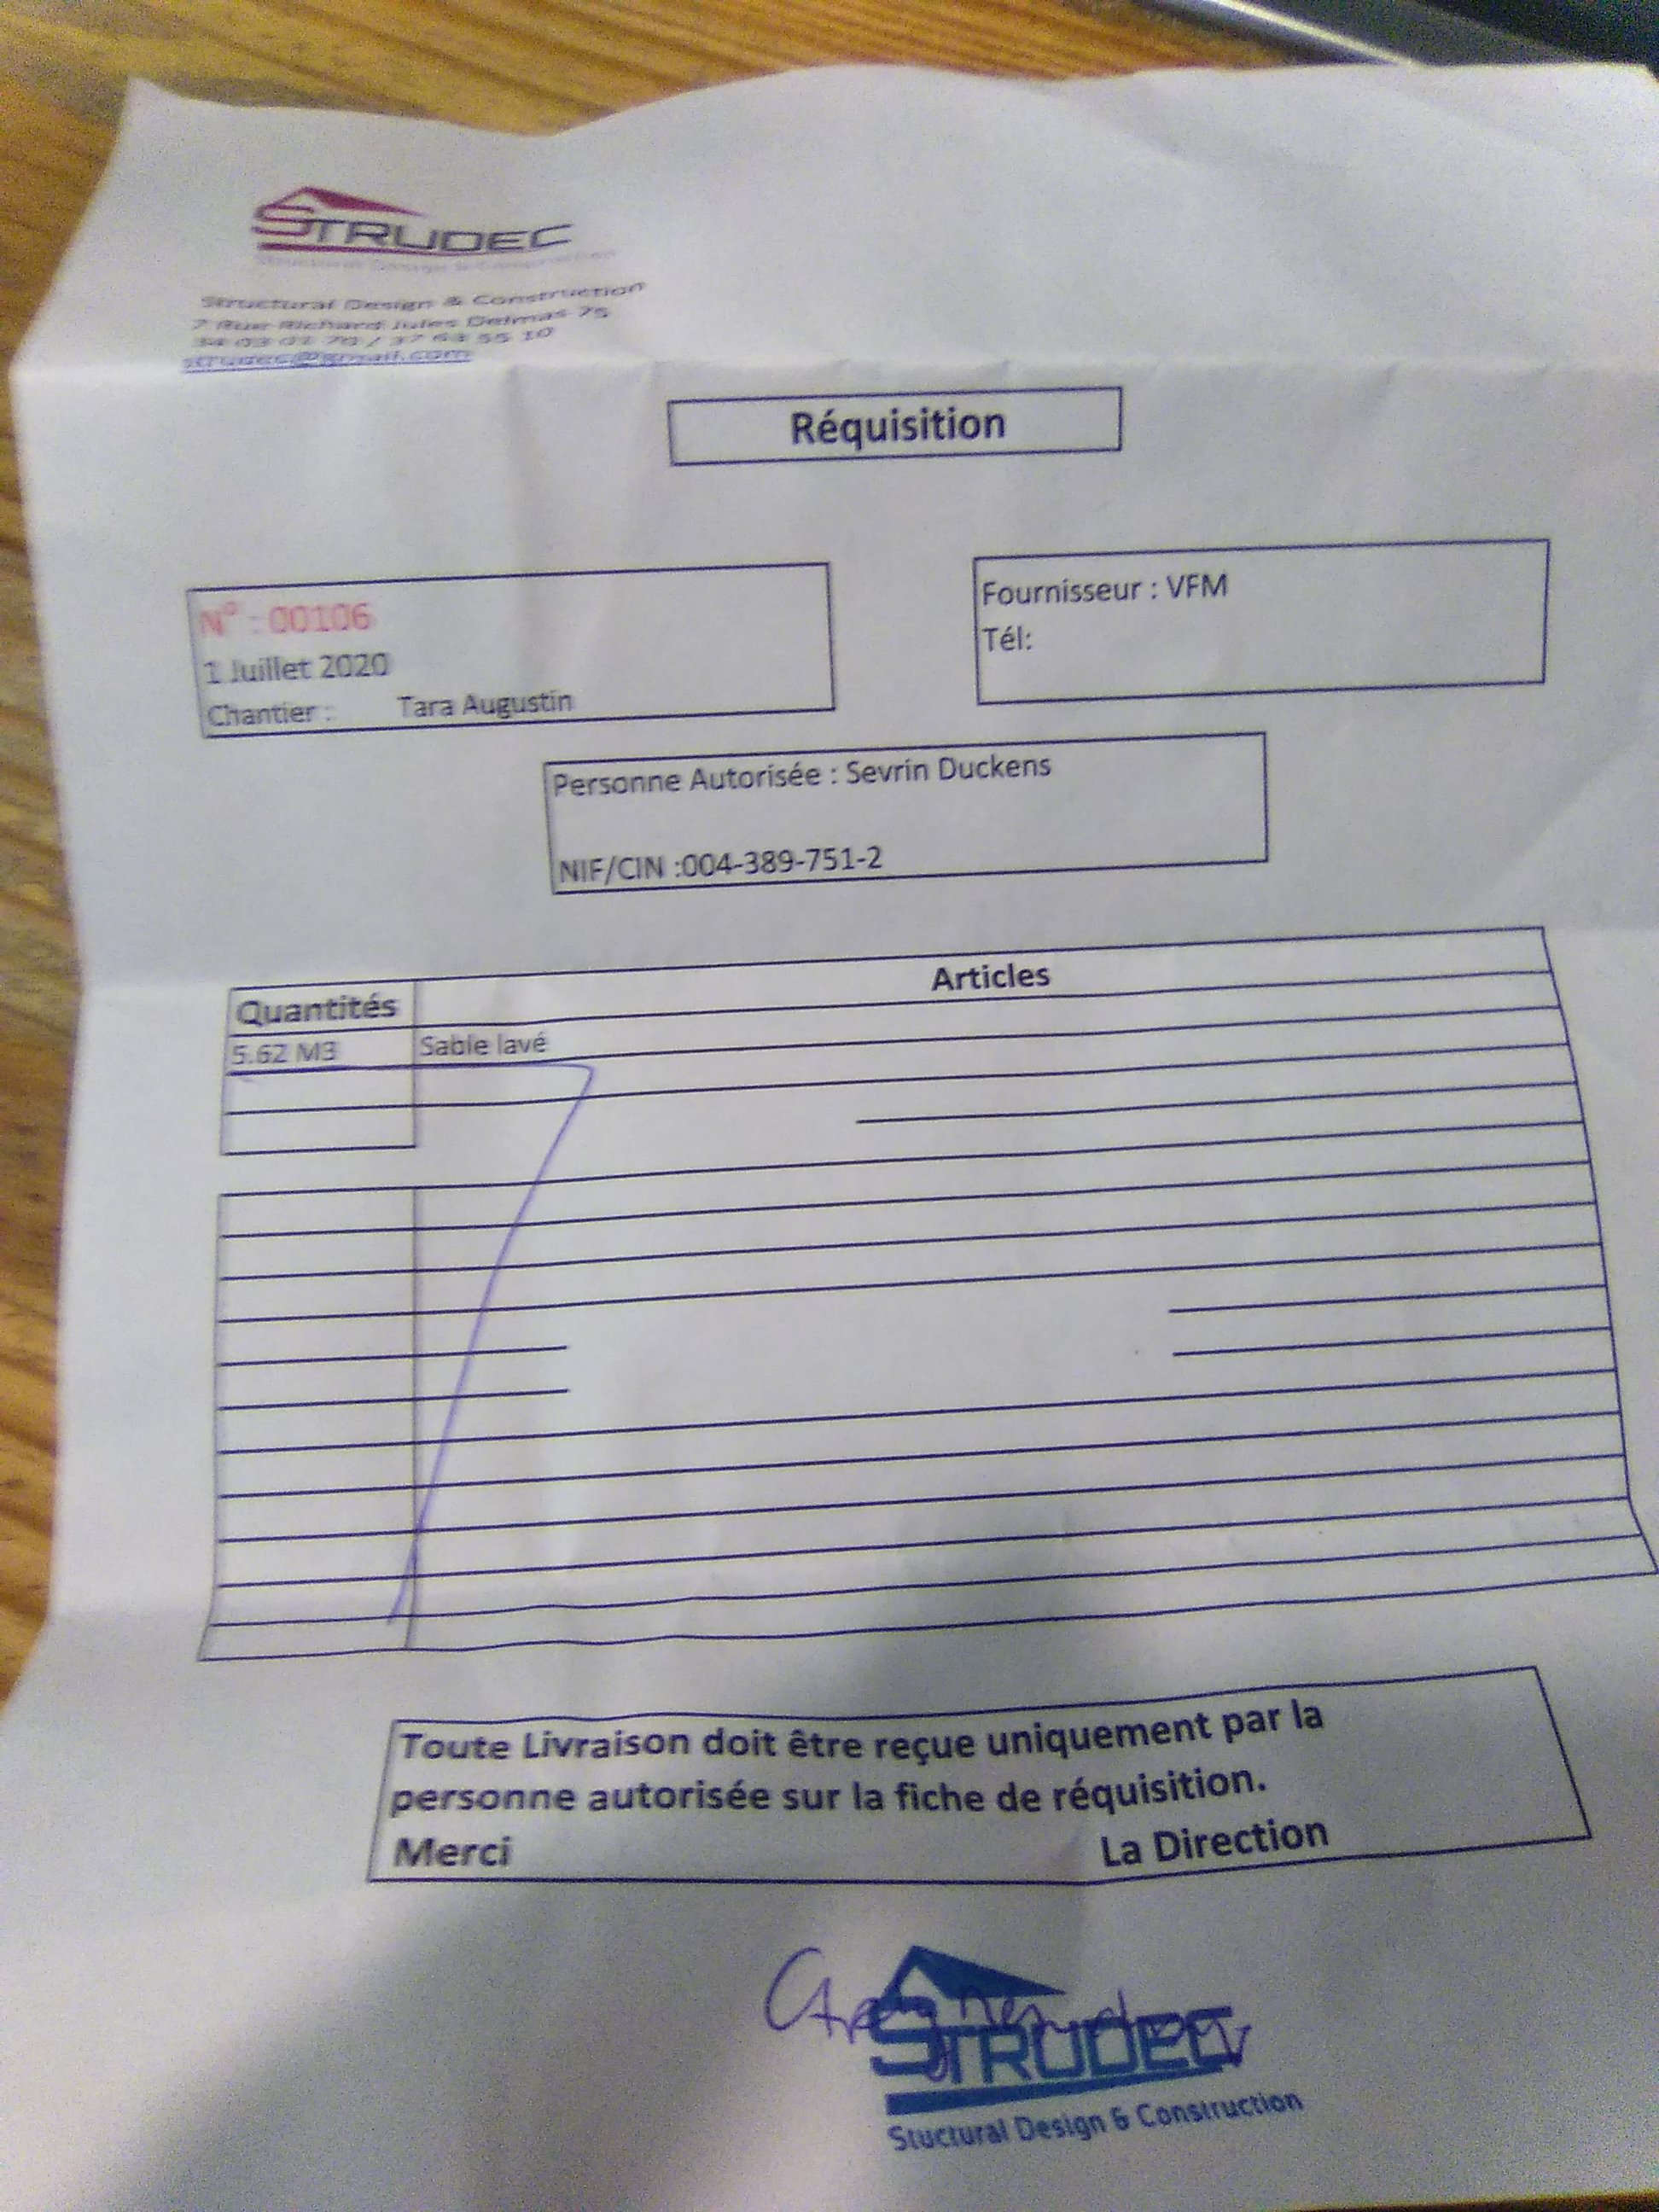 STRUDEC
Structural Design & Construction
Structural Design & Construction
7 Rue Richard Jules Delmas 75
34 03 01 70 / 37 63 55 10
strudec@gmail.com
Réquisition
N° : 00106
1 Juillet 2020
Chantier : Tara Augustin
Fournisseur : VFM
Tél:
Personne Autorisée : Sevrin Duckens
NIF/CIN :004-389-751-2
Quantités Articles
5.62 M3 Sable lavé
Toute Livraison doit être reçue uniquement par la
personne autorisée sur la fiche de réquisition.
Merci La Direction
STRUDEC
Stuctural Design & Construction